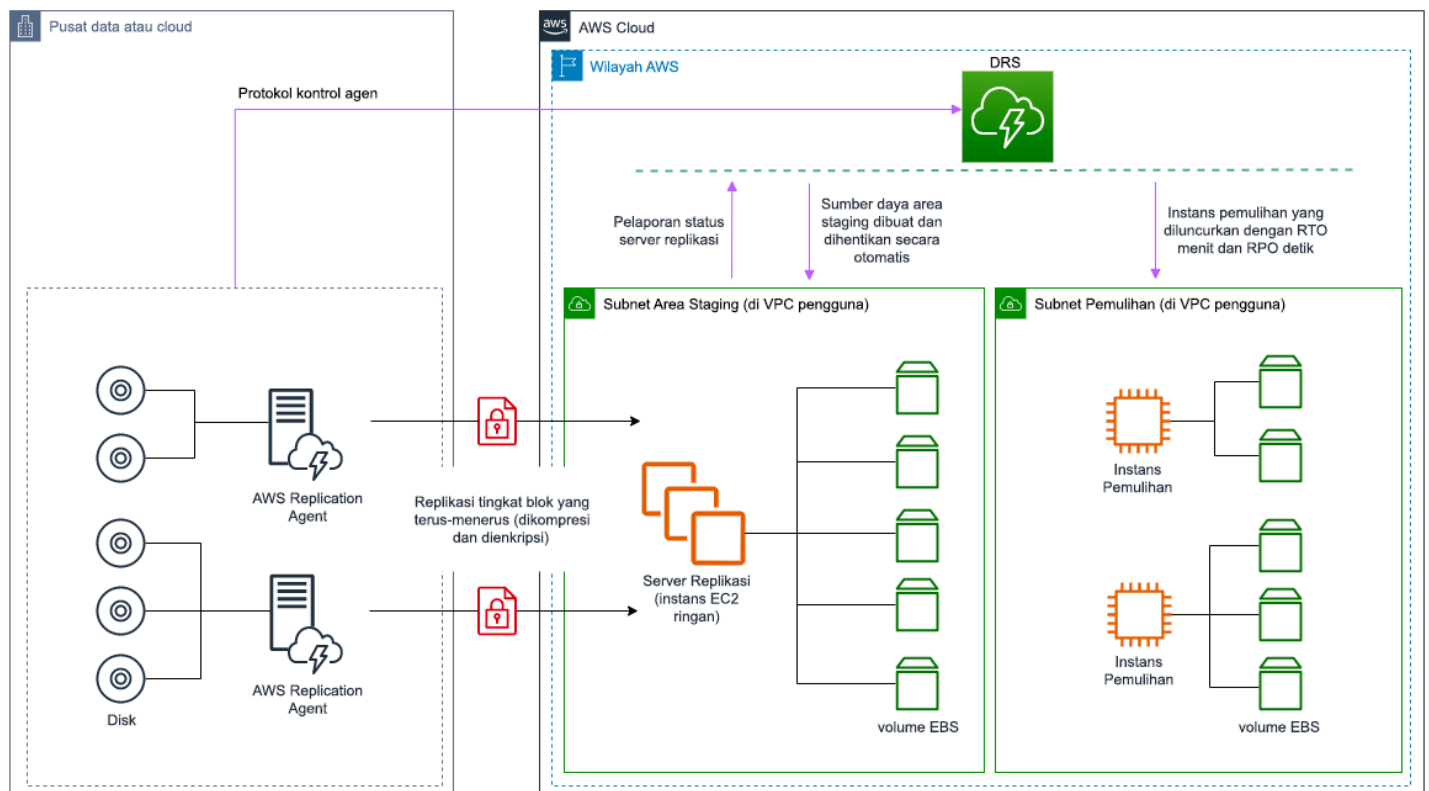 Pusat data atau cloud
aws
AWS Cloud
Wilayah AWS
DRS
Protokol kontrol agen
Pelaporan status
server replikasi
Sumber daya area
staging dibuat dan
dihentikan secara
otomatis
Instans pemulihan yang
diluncurkan dengan RTO
menit dan RPO detik
Subnet Area Staging (di VPC pengguna)
Subnet Pemulihan (di VPC pengguna)
AWS Replication
Agent
Replikasi tingkat blok yang
terus-menerus (dikompresi
dan dienkripsi)
Instans
Pemulihan
Server Replikasi
(instans EC2
ringan)
AWS Replication
Agent
Disk
Instans
Pemulihan
volume EBS
volume EBS